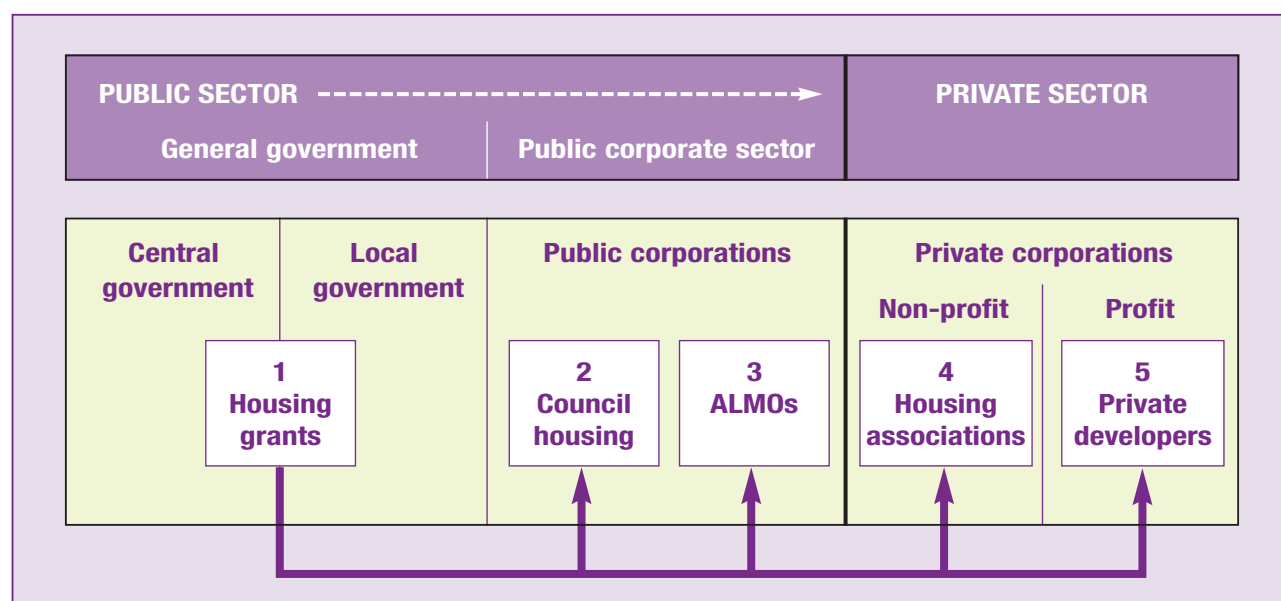 PUBLIC SECTOR
PRIVATE SECTOR
General government
Public corporate sector
Central
government
Local
government
Public corporations
Private corporations
Non-profit
Profit
1
Housing
grants
2
Council
housing
3
ALMOs
4
Housing
associations
5
Private
developers